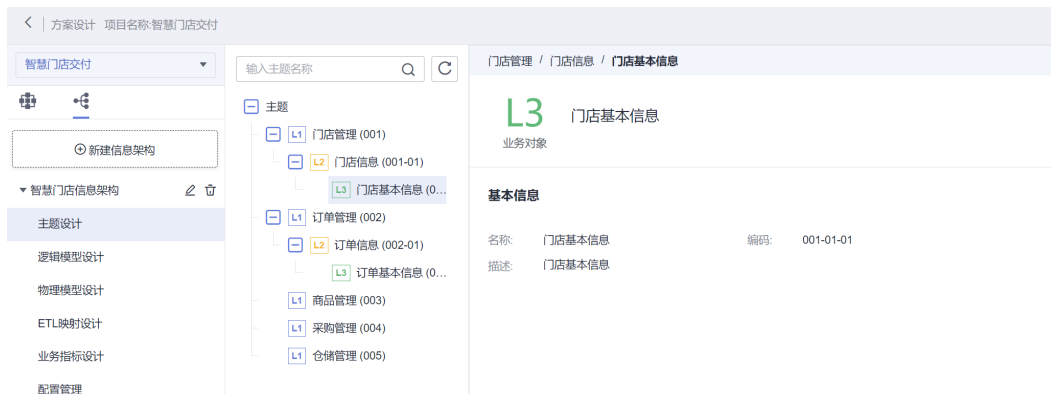 方案设计 项目名称:智慧门店交付
智慧门店交付
新建信息架构
智慧门店信息架构
主题设计
逻辑模型设计
物理模型设计
ETL映射设计
业务指标设计
配置管理
输入主题名称
主题
L1 门店管理 (001)
L2 门店信息 (001-01)
L3 门店基本信息 (0...
L1 订单管理 (002)
L2 订单信息 (002-01)
L3 订单基本信息 (0...
L1 商品管理 (003)
L1 采购管理 (004)
L1 仓储管理 (005)
门店管理 / 门店信息 / 门店基本信息
L3 门店基本信息
业务对象
基本信息
名称: 门店基本信息 编码: 001-01-01
描述: 门店基本信息